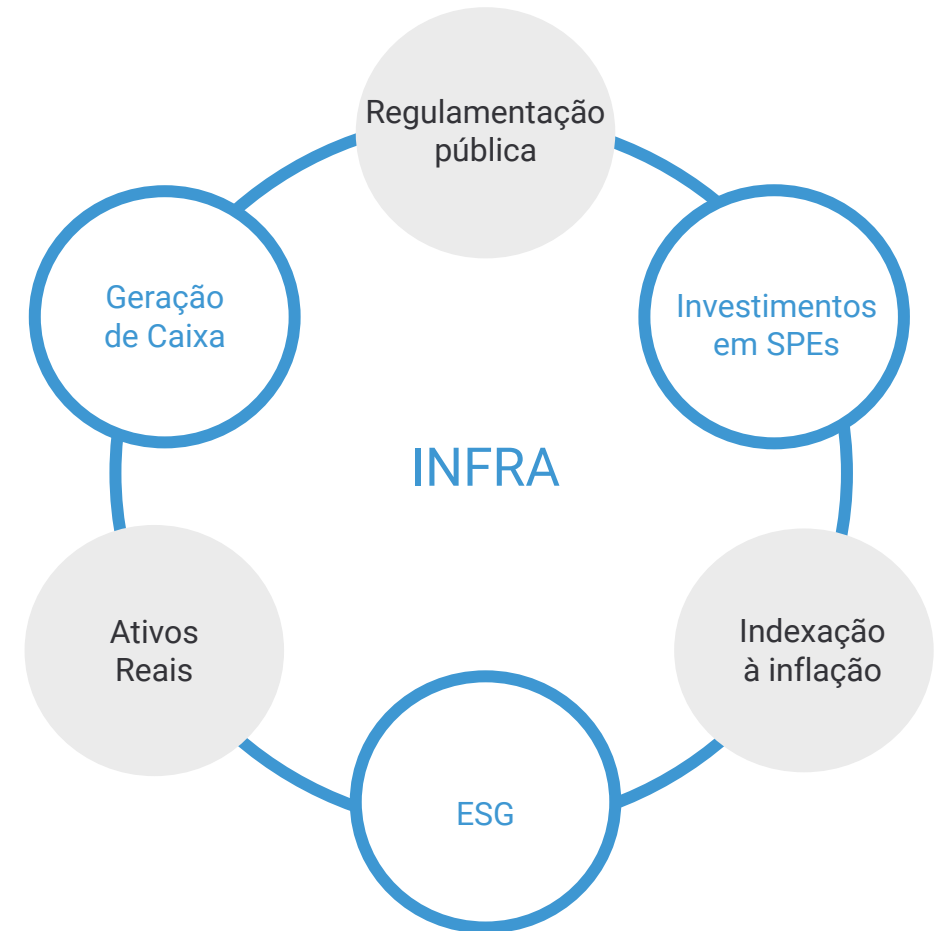 Regulamentação
pública
Geração
de Caixa
Investimentos
em SPEs
INFRA
Ativos
Reais
Indexação
à inflação
ESG